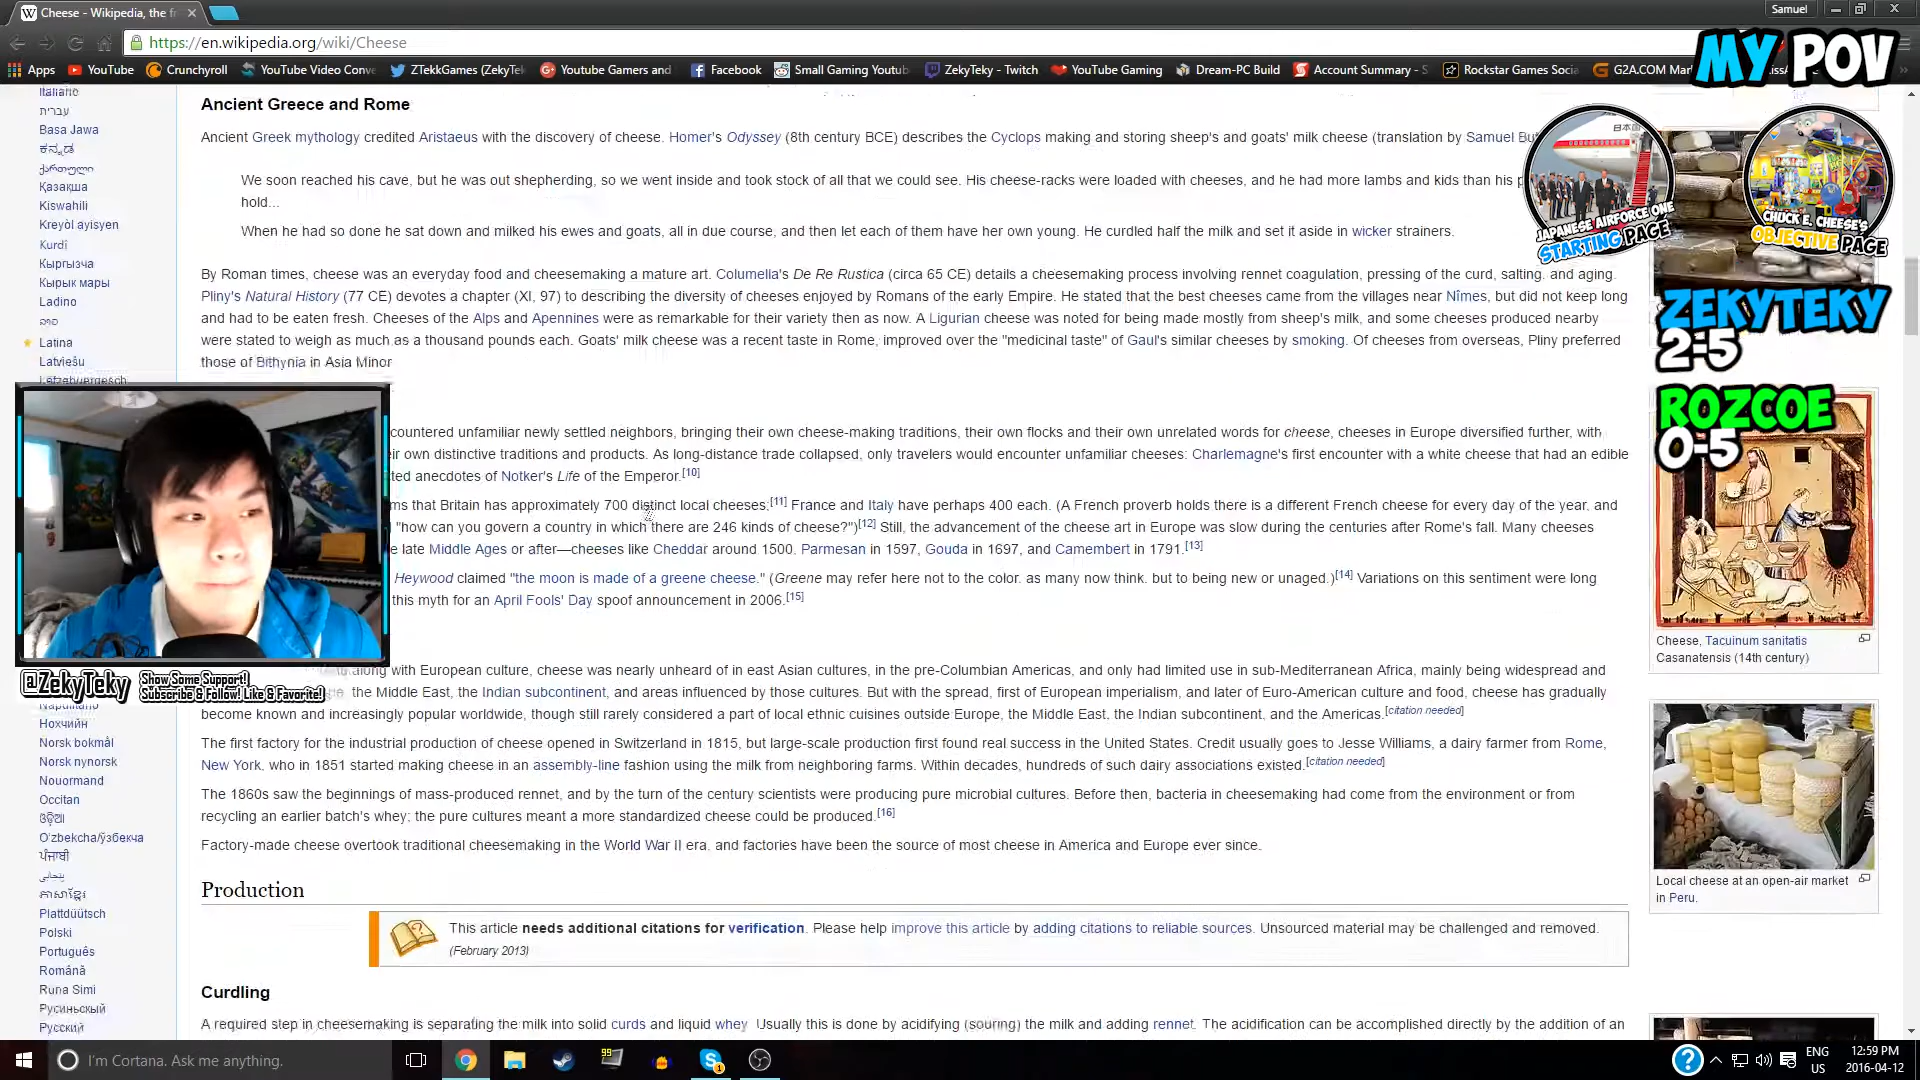 Cheese - Wikipedia, the fr
Samuel
https://en.wikipedia.org/wiki/Cheese
Apps YouTube Crunchyroll YouTube Video Conve ZTekkGames (ZekyTek Youtube Gamers and Facebook Small Gaming Youtub ZekyTeky - Twitch YouTube Gaming Dream-PC Build Account Summary - S Rockstar Games Socia G2A.COM Mark
MY POV
Italiano
עברית
Basa Jawa
ಕನ್ನಡ
ქართული
Қазақша
Kiswahili
Kreyòl ayisyen
Kurdî
Кыргызча
Кырык мары
Ladino
ລາວ
Latina
Latviešu
Lëtzebuergesch
Ancient Greece and Rome
Ancient Greek mythology credited Aristaeus with the discovery of cheese. Homer's Odyssey (8th century BCE) describes the Cyclops making and storing sheep's and goats' milk cheese (translation by Samuel But
We soon reached his cave, but he was out shepherding, so we went inside and took stock of all that we could see. His cheese-racks were loaded with cheeses, and he had more lambs and kids than his p
hold...
When he had so done he sat down and milked his ewes and goats, all in due course, and then let each of them have her own young. He curdled half the milk and set it aside in wicker strainers.
By Roman times, cheese was an everyday food and cheesemaking a mature art. Columella's De Re Rustica (circa 65 CE) details a cheesemaking process involving rennet coagulation, pressing of the curd, salting, and aging.
Pliny's Natural History (77 CE) devotes a chapter (XI, 97) to describing the diversity of cheeses enjoyed by Romans of the early Empire. He stated that the best cheeses came from the villages near Nîmes, but did not keep long
and had to be eaten fresh. Cheeses of the Alps and Apennines were as remarkable for their variety then as now. A Ligurian cheese was noted for being made mostly from sheep's milk, and some cheeses produced nearby
were stated to weigh as much as a thousand pounds each. Goats' milk cheese was a recent taste in Rome, improved over the "medicinal taste" of Gaul's similar cheeses by smoking. Of cheeses from overseas, Pliny preferred
those of Bithynia in Asia Minor
countered unfamiliar newly settled neighbors, bringing their own cheese-making traditions, their own flocks and their own unrelated words for cheese, cheeses in Europe diversified further, with
ir own distinctive traditions and products. As long-distance trade collapsed, only travelers would encounter unfamiliar cheeses: Charlemagne's first encounter with a white cheese that had an edible
ted anecdotes of Notker's Life of the Emperor.[10]
ms that Britain has approximately 700 distinct local cheeses;[11] France and Italy have perhaps 400 each. (A French proverb holds there is a different French cheese for every day of the year, and
"how can you govern a country in which there are 246 kinds of cheese?")[12] Still, the advancement of the cheese art in Europe was slow during the centuries after Rome's fall. Many cheeses
e late Middle Ages or after—cheeses like Cheddar around 1500, Parmesan in 1597, Gouda in 1697, and Camembert in 1791.[13]
Heywood claimed "the moon is made of a greene cheese." (Greene may refer here not to the color, as many now think, but to being new or unaged.)[14] Variations on this sentiment were long
this myth for an April Fools' Day spoof announcement in 2006.[15]
along with European culture, cheese was nearly unheard of in east Asian cultures, in the pre-Columbian Americas, and only had limited use in sub-Mediterranean Africa, mainly being widespread and
the Middle East, the Indian subcontinent, and areas influenced by those cultures. But with the spread, first of European imperialism, and later of Euro-American culture and food, cheese has gradually
become known and increasingly popular worldwide, though still rarely considered a part of local ethnic cuisines outside Europe, the Middle East, the Indian subcontinent, and the Americas.[citation needed]
The first factory for the industrial production of cheese opened in Switzerland in 1815, but large-scale production first found real success in the United States. Credit usually goes to Jesse Williams, a dairy farmer from Rome,
New York, who in 1851 started making cheese in an assembly-line fashion using the milk from neighboring farms. Within decades, hundreds of such dairy associations existed.[citation needed]
The 1860s saw the beginnings of mass-produced rennet, and by the turn of the century scientists were producing pure microbial cultures. Before then, bacteria in cheesemaking had come from the environment or from
recycling an earlier batch's whey; the pure cultures meant a more standardized cheese could be produced.[16]
Factory-made cheese overtook traditional cheesemaking in the World War II era, and factories have been the source of most cheese in America and Europe ever since.
Production
This article needs additional citations for verification. Please help improve this article by adding citations to reliable sources. Unsourced material may be challenged and removed.
(February 2013)
Curdling
A required step in cheesemaking is separating the milk into solid curds and liquid whey. Usually this is done by acidifying (souring) the milk and adding rennet. The acidification can be accomplished directly by the addition of an
日本国
JAPANESE AIRFORCE ONE
STARTING PAGE
CHUCK E. CHEESE'S
OBJECTIVE PAGE
ZEKYTEKY
2-5
ROZCOE
0-5
Cheese, Tacuinum sanitatis
Casanatensis (14th century)
Local cheese at an open-air market
in Peru.
@ZekyTeky
Show Some Support!
Subscribe & Follow! Like & Favorite!
Napulitano
Нохчийн
Norsk bokmål
Norsk nynorsk
Nouormand
Occitan
ଓଡ଼ିଆ
Oʻzbekcha/ўзбекча
ਪੰਜਾਬੀ
پنجابی
ភាសាខ្មែរ
Plattdüütsch
Polski
Português
Română
Runa Simi
Русиньскый
Русский
I'm Cortana. Ask me anything.
99
1
ENG
US
12:59 PM
2016-04-12